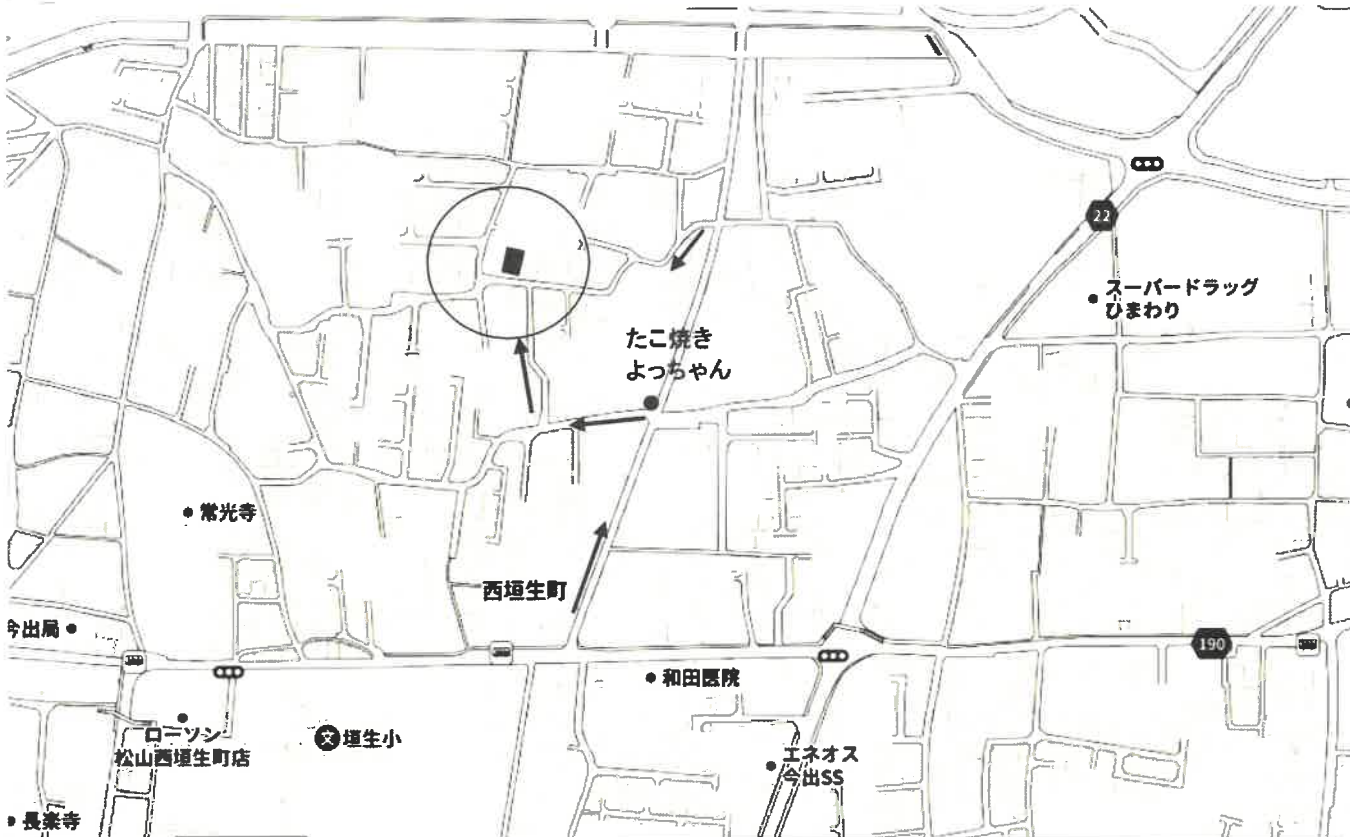 22
スーパードラッグ
ひまわり
たこ焼き
よっちゃん
常光寺
西垣生町
今出局
190
和田医院
ローソン
松山西垣生町店
文
垣生小
エネオス
今出SS
長楽寺